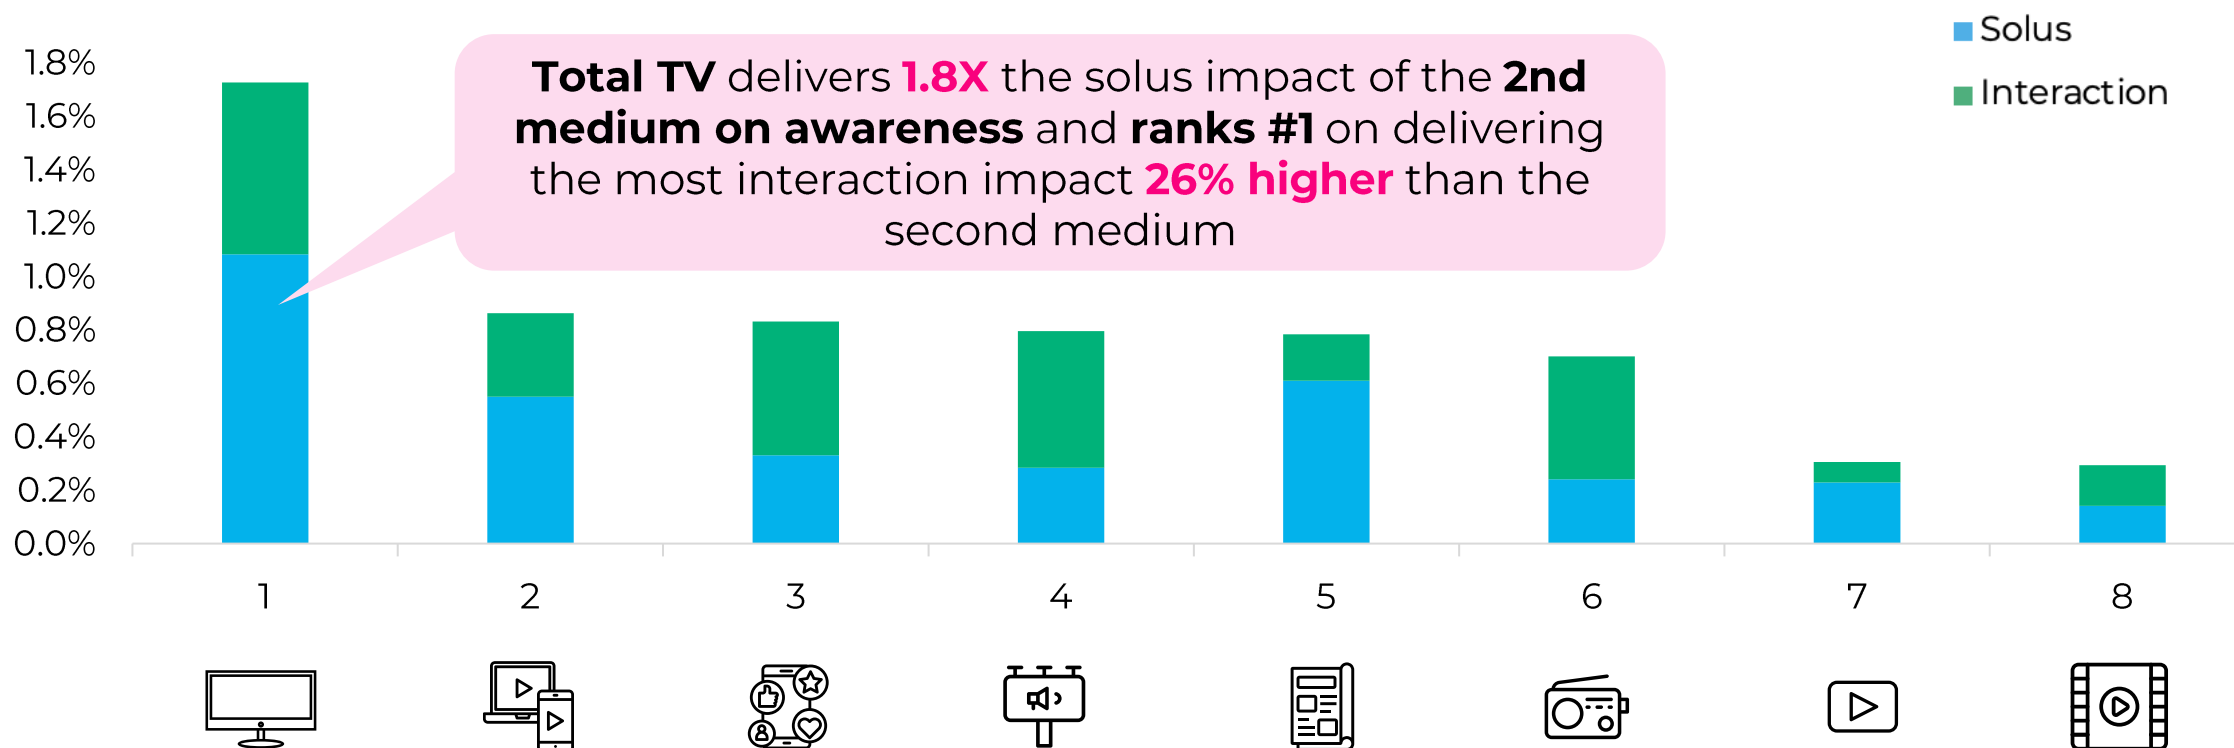 Solus
Interaction
1.8%
1.6%
1.4%
1.2%
1.0%
0.8%
0.6%
0.4%
0.2%
0.0%
Total TV delivers 1.8X the solus impact of the 2nd
medium on awareness and ranks #1 on delivering
the most interaction impact 26% higher than the
second medium
1 2 3 4 5 6 7 8